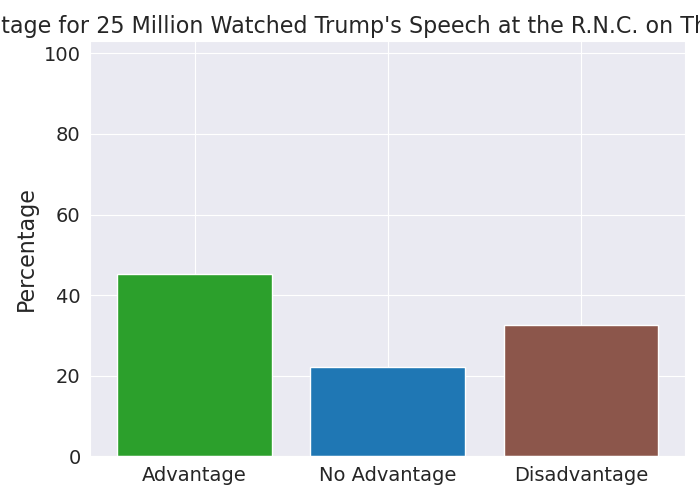 tage for 25 Million Watched Trump's Speech at the R.N.C. on Th
100
80
60
40
20
0
Percentage
Advantage No Advantage Disadvantage